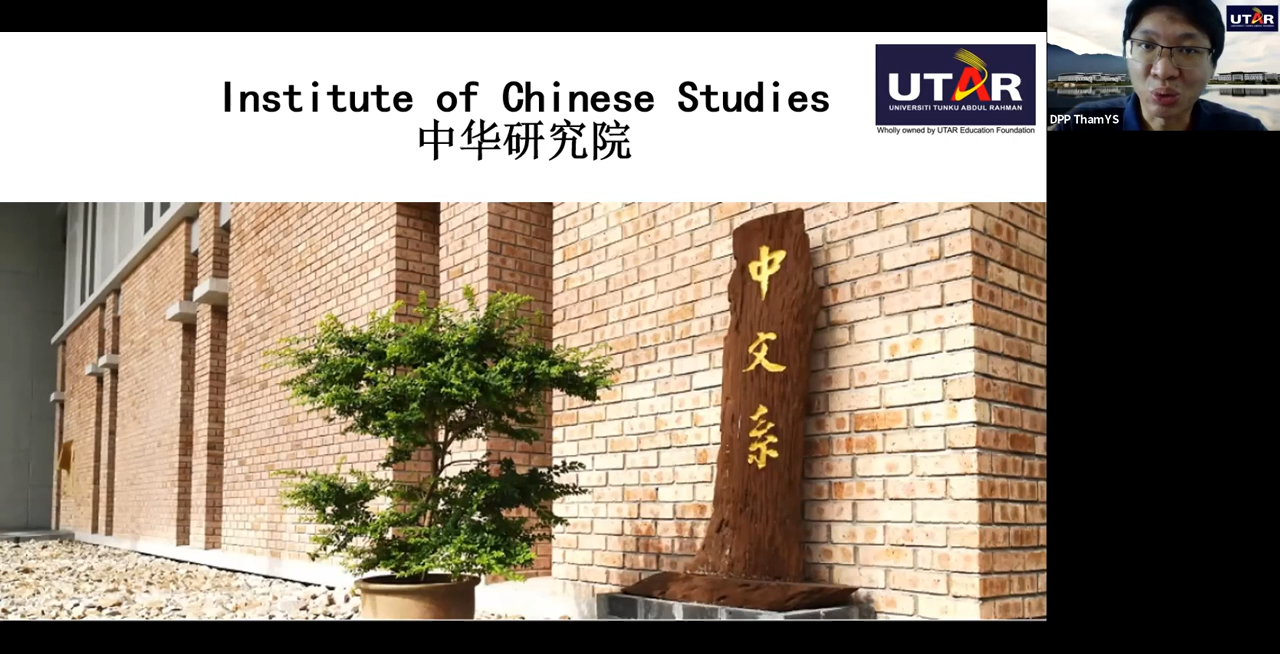 Institute of Chinese Studies
中华研究院
UTAR
UNIVERSITI TUNKU ABDUL RAHMAN
Wholly owned by UTAR Education Foundation
中
文
系
UTAR
DPP ThamYS